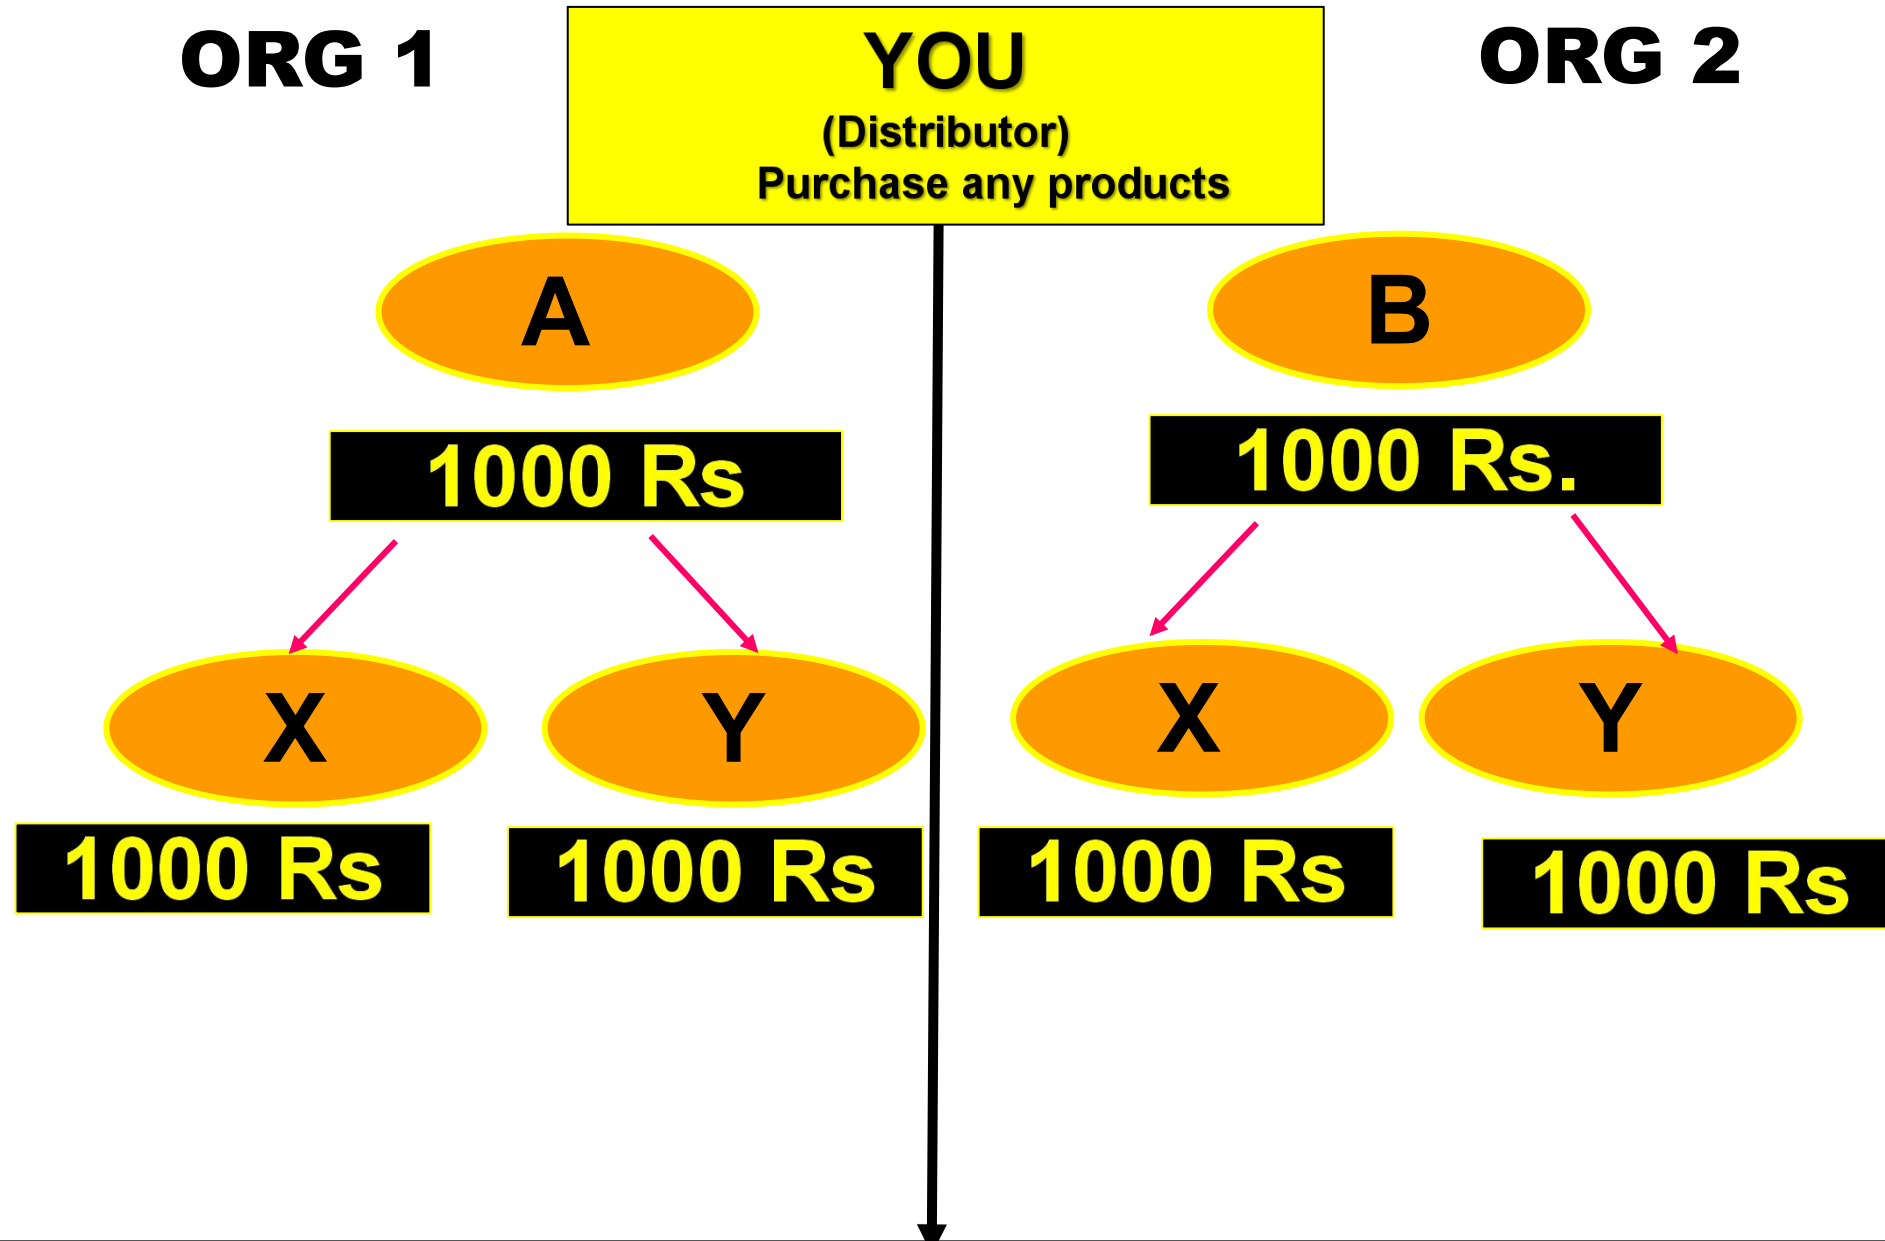 ORG 1
YOU
(Distributor)
Purchase any products
ORG 2
A
B
1000 Rs
1000 Rs.
X
Y
X
Y
1000 Rs
1000 Rs
1000 Rs
1000 Rs